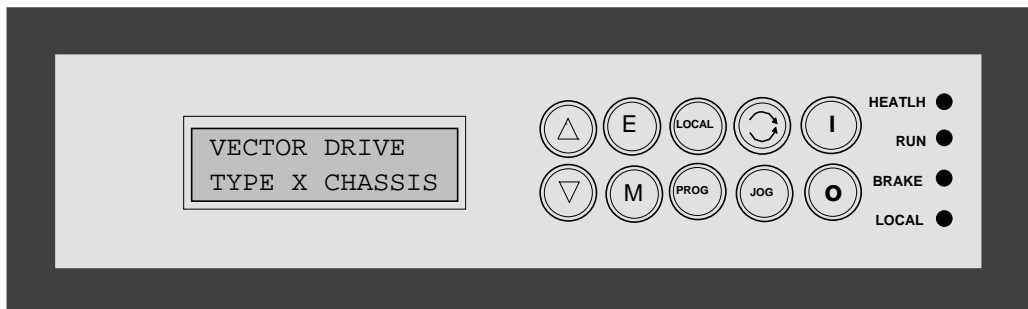 VECTOR DRIVE
TYPE X CHASSIS
E
LOCAL
I
M
PROG
JOG
O
HEATLH
RUN
BRAKE
LOCAL